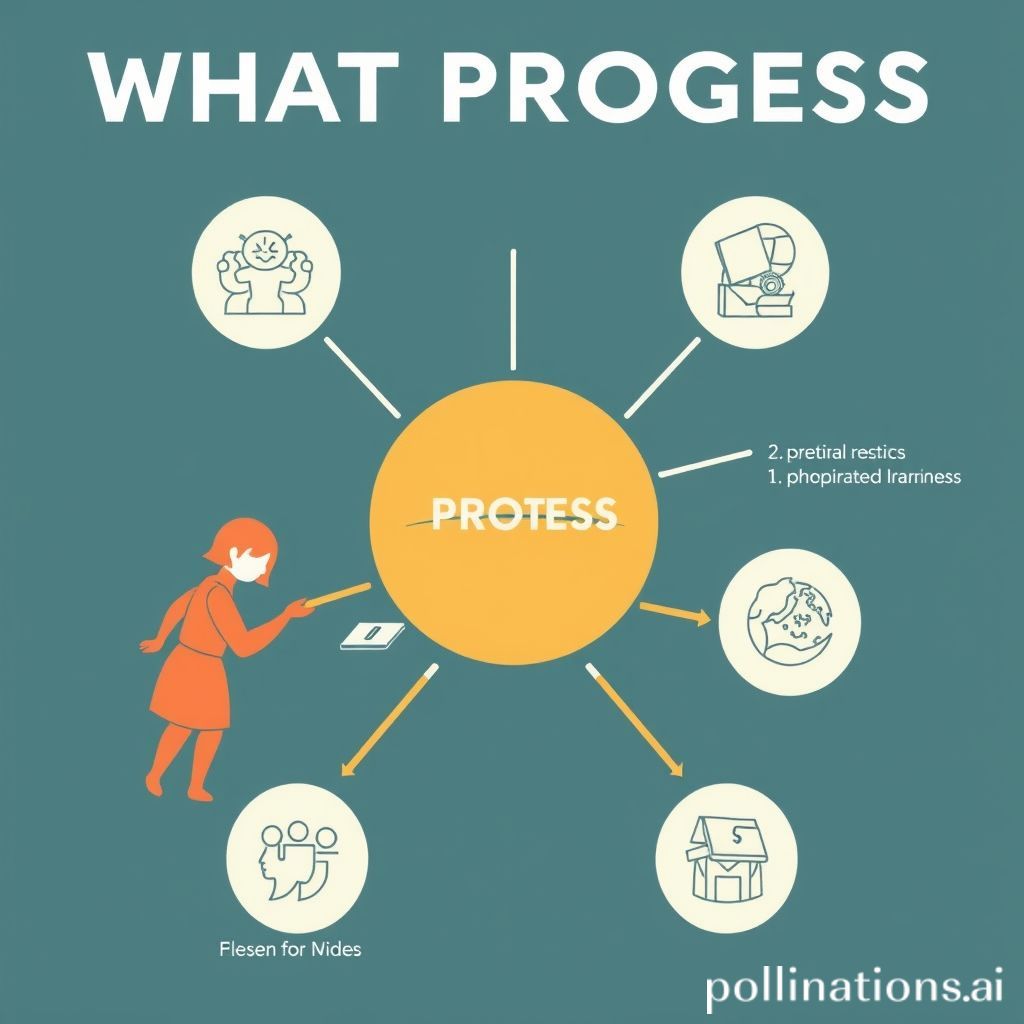 WHAT PROGESS
2. pretiral restics
1. phopirated Irarriness
PROTESS
Flesen for Nides
pollinations.ai